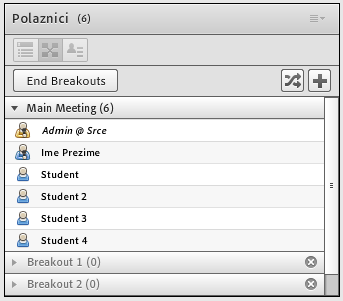 Polaznici (6)
End Breakouts
Main Meeting (6)
Admin @ Srce
Ime Prezime
Student
Student 2
Student 3
Student 4
Breakout 1 (0)
Breakout 2 (0)